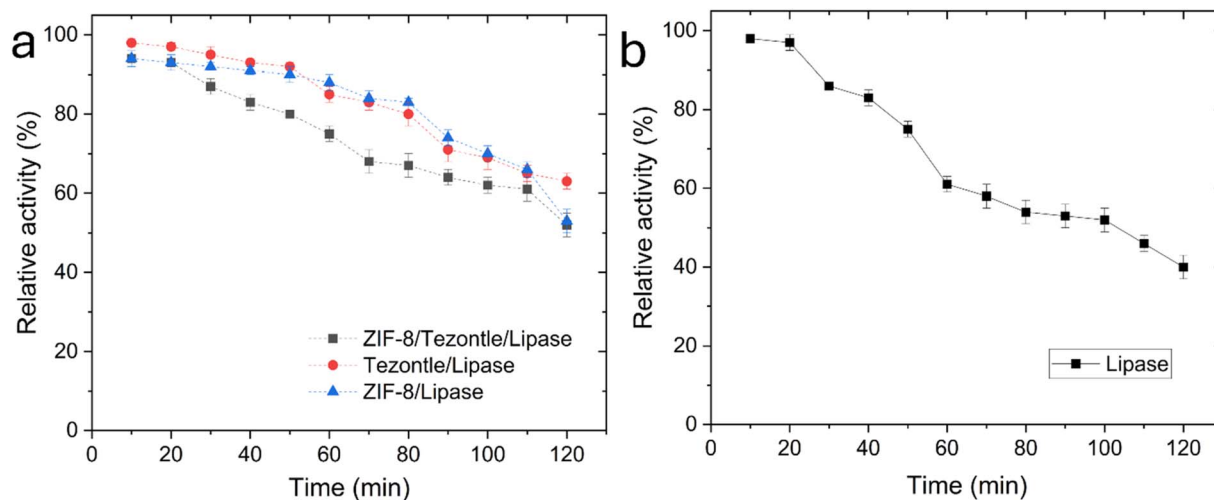 a
Relative activity (%)
100
80
60
40
20
0
ZIF-8/Tezontle/Lipase
Tezontle/Lipase
ZIF-8/Lipase
0 20 40 60 80 100 120
Time (min)
b
Relative activity (%)
100
80
60
40
20
0
Lipase
0 20 40 60 80 100 120
Time (min)